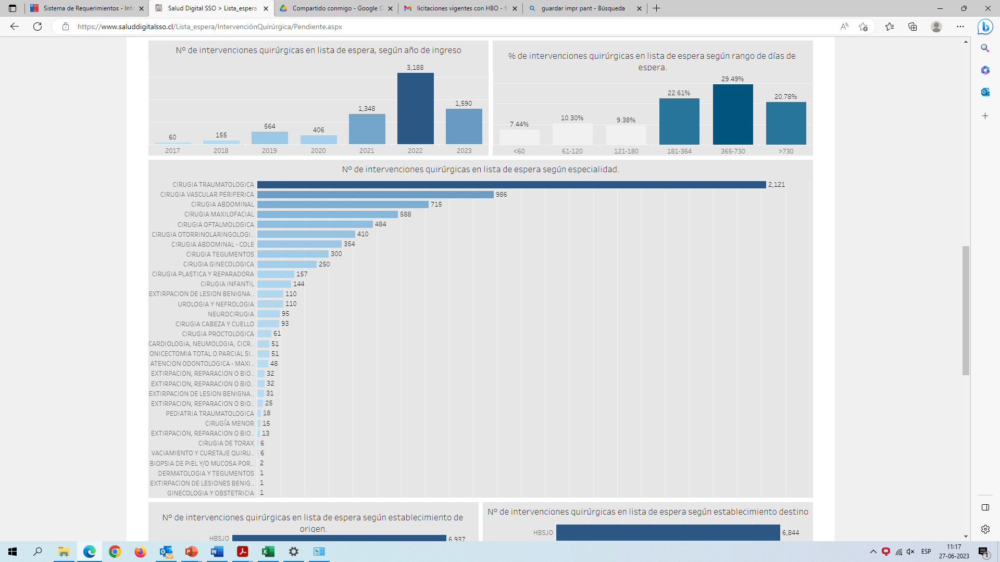 Sistema de Requerimientos - Info
Salud Digital SSO > Lista_espera
Compartido conmigo - Google D
licitaciones vigentes con HBO - fr
guardar impr pant - Búsqueda
https://www.saluddigitalsso.cl/Lista_espera/IntervenciónQuirúrgica/Pendiente.aspx
Nº de intervenciones quirúrgicas en lista de espera, según año de ingreso
3,188
1,590
1,348
564
406
155
60
2017 2018 2019 2020 2021 2022 2023
% de intervenciones quirúrgicas en lista de espera según rango de días de
espera.
29.49%
22.61%
20.78%
10.30%
9.38%
7.44%
<60 61-120 121-180 181-364 365-730 >730
Nº de intervenciones quirúrgicas en lista de espera según especialidad.
CIRUGIA TRAUMATOLOGICA 2,121
CIRUGIA VASCULAR PERIFERICA 986
CIRUGIA ABDOMINAL 715
CIRUGIA MAXILOFACIAL 588
CIRUGIA OFTALMOLOGICA 484
CIRUGIA OTORRINOLARINGOLOGI.. 410
CIRUGIA ABDOMINAL - COLE 354
CIRUGIA TEGUMENTOS 300
CIRUGIA GINECOLOGICA 250
CIRUGIA PLASTICA Y REPARADORA 157
CIRUGIA INFANTIL 144
EXTIRPACION DE LESION BENIGNA.. 110
UROLOGIA Y NEFROLOGIA 110
NEUROCIRUGIA 95
CIRUGIA CABEZA Y CUELLO 93
CIRUGIA PROCTOLOGICA 61
CARDIOLOGIA, NEUMOLOGIA, CICR.. 51
ONICECTOMIA TOTAL O PARCIAL SI.. 51
ATENCION ODONTOLOGICA - MAXI.. 48
EXTIRPACION, REPARACION O BIO.. 32
EXTIRPACION, REPARACION O BIO.. 32
EXTIRPACION DE LESION BENIGNA.. 31
EXTIRPACION, REPARACION O BIO.. 25
PEDIATRIA TRAUMATOLOGICA 18
CIRUGÍA MENOR 15
EXTIRPACION, REPARACION O BIO.. 13
CIRUGIA DE TORAX 6
VACIAMIENTO Y CURETAJE QUIRU.. 6
BIOPSIA DE PIEL Y/O MUCOSA POR.. 2
DERMATOLOGIA Y TEGUMENTOS 1
EXTIRPACION DE LESIONES BENIG.. 1
GINECOLOGIA Y OBSTETRICIA 1
Nº de intervenciones quirúrgicas en lista de espera según establecimiento de
origen.
HBSJO 6,937
Nº de intervenciones quirúrgicas en lista de espera según establecimiento destino
HBSJO 6,844
ESP
11:17
27-06-2023
1